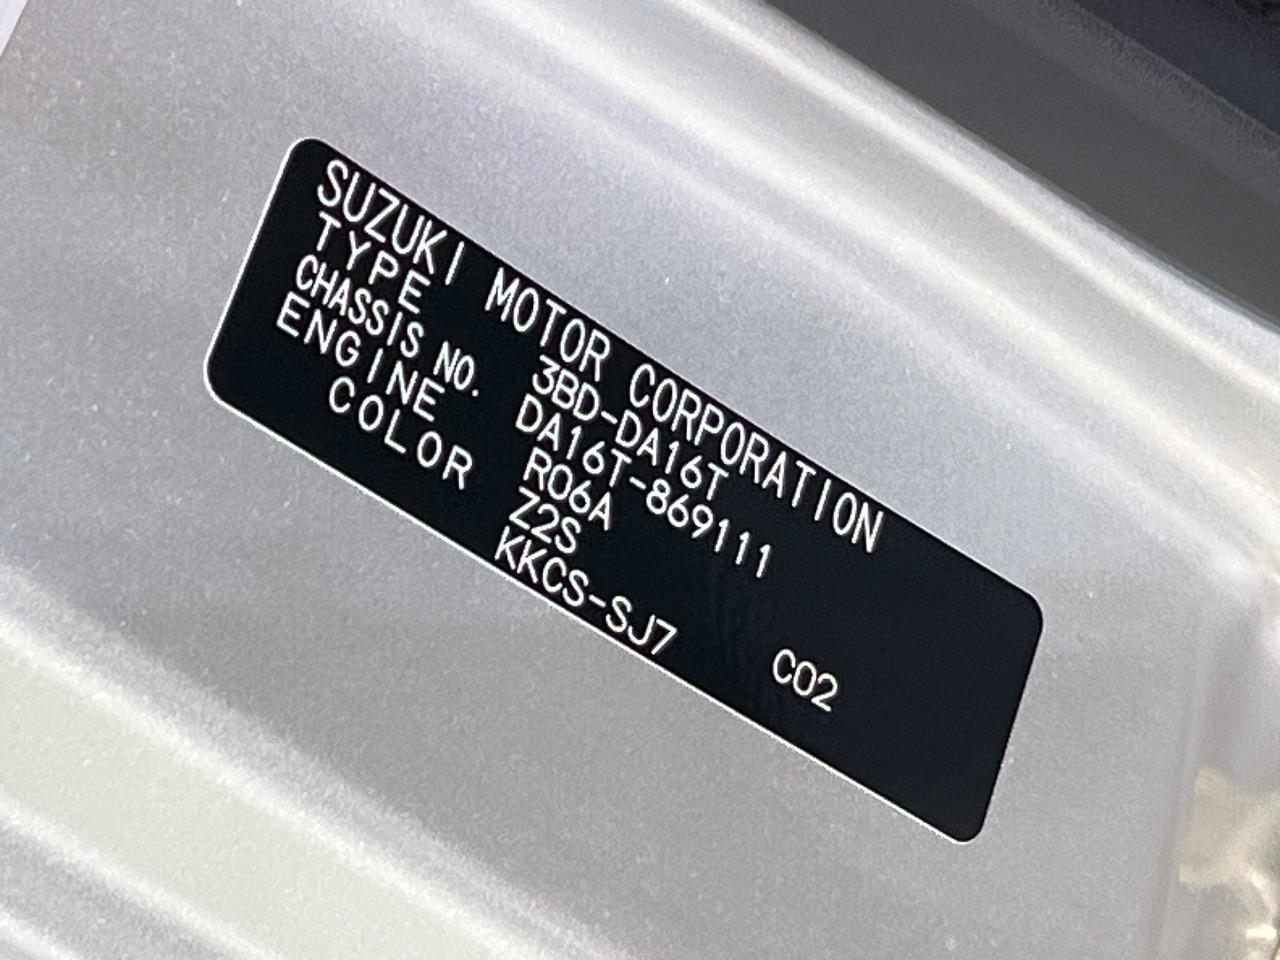 SUZUKI MOTOR CORPORATION
TYPE 3BD-DA16T
CHASSIS NO. DA16T-869111
ENGINE R06A
COLOR Z2S
KKCS-SJ7 C02